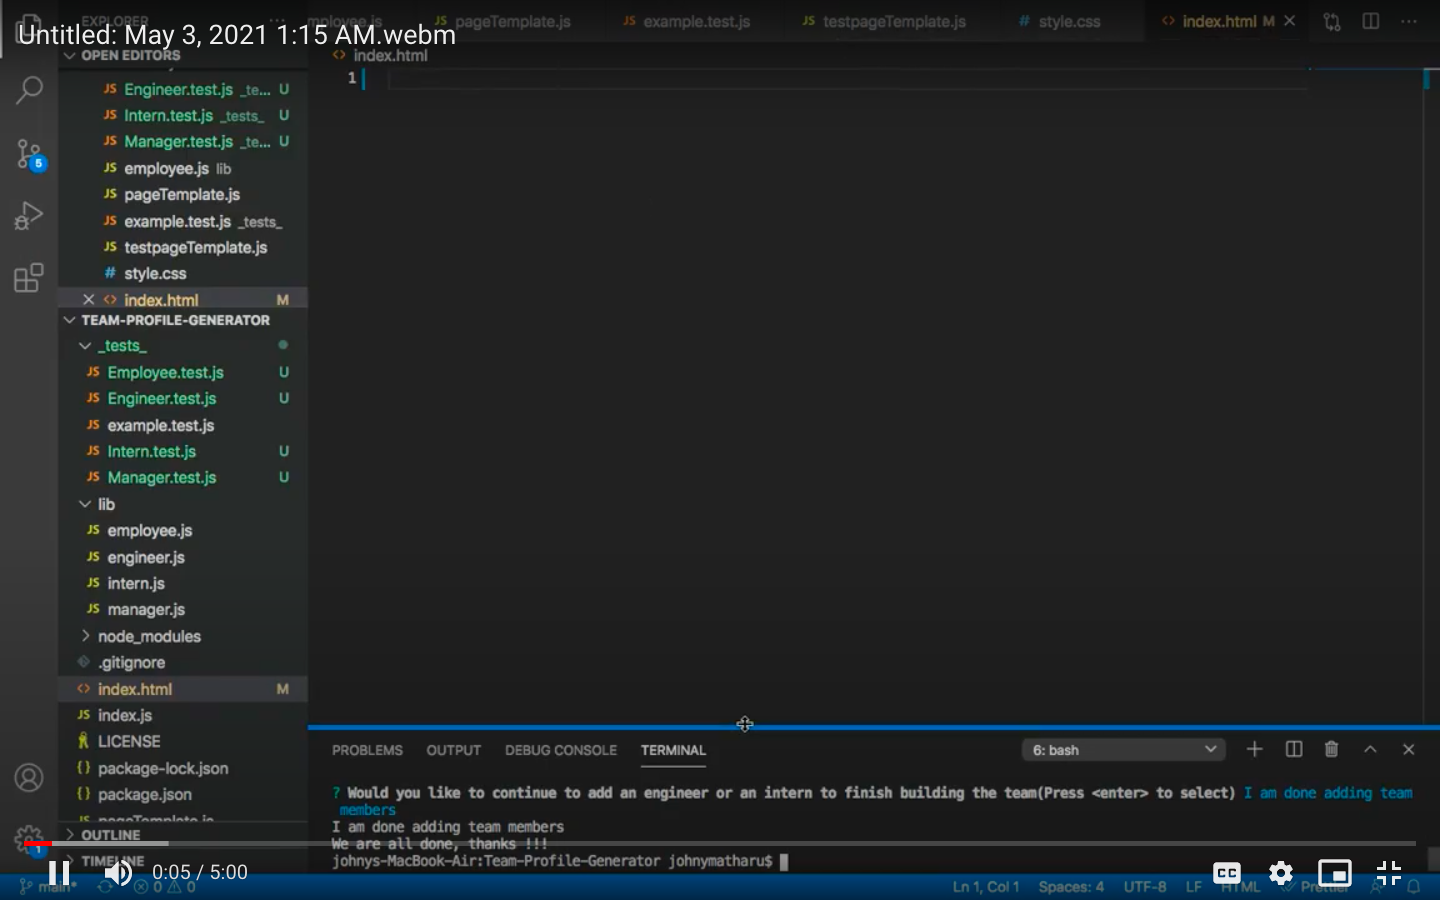 EXPLORER
mployee.js
JS pageTemplate.js
JS example.test.js
JS testpageTemplate.js
# style.css
<> index.html M
Untitled: May 3, 2021 1:15 AM.webm
OPEN EDITORS
<> index.html
1
JS Engineer.test.js _te... U
JS Intern.test.js _tests_ U
JS Manager.test.js _te... U
JS employee.js lib
JS pageTemplate.js
JS example.test.js _tests_
JS testpageTemplate.js
# style.css
<> index.html M
TEAM-PROFILE-GENERATOR
_tests_
JS Employee.test.js U
JS Engineer.test.js U
JS example.test.js
JS Intern.test.js U
JS Manager.test.js U
lib
JS employee.js
JS engineer.js
JS intern.js
JS manager.js
node_modules
.gitignore
<> index.html M
JS index.js
LICENSE
{} package-lock.json
{} package.json
JS pageTemplate.js
OUTLINE
TIMELINE
5
1
PROBLEMS
OUTPUT
DEBUG CONSOLE
TERMINAL
6: bash
? Would you like to continue to add an engineer or an intern to finish building the team(Press <enter> to select) I am done adding team
members
I am done adding team members
We are all done, thanks !!!
johnys-MacBook-Air:Team-Profile-Generator johnymatharu$
0:05 / 5:00
CC
main*
0
0
Ln 1, Col 1
Spaces: 4
UTF-8
LF
HTML
Prettier